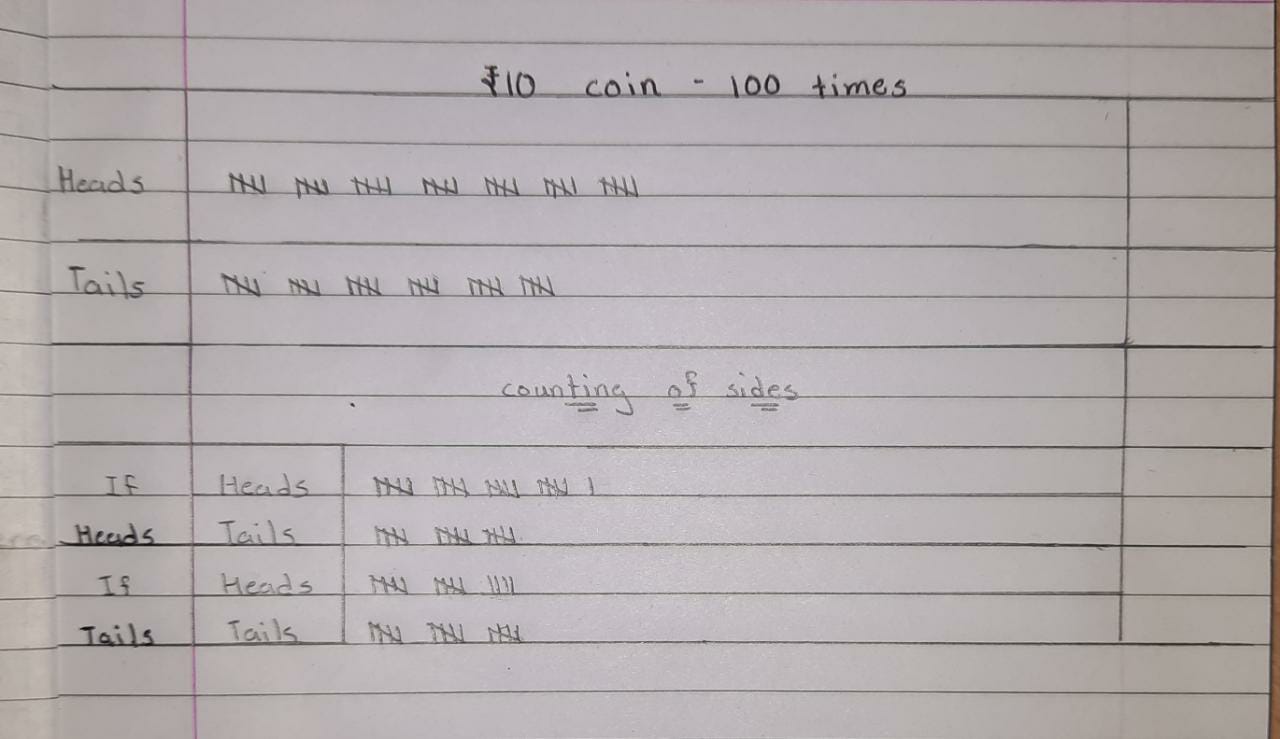 ₹10 coin - 100 times
Heads 𝍸 𝍸 𝍸 𝍸 𝍸 𝍸 𝍸
Tails 𝍸 𝍸 𝍸 𝍸 𝍸 𝍸
counting of sides
If Heads 𝍸 𝍸 𝍸 𝍸 |
Heads Tails 𝍸 𝍸 𝍸
If Heads 𝍸 𝍸 ||||
Tails Tails 𝍸 𝍸 𝍸